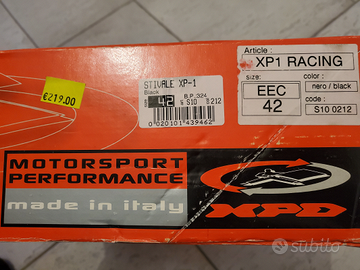 Article :
XP1 RACING
size:
EEC
42
color :
nero / black
code :
S10 0212
€219.00
STIVALE XP-1
Black
B.P. 324
42
S10
0212
0020101439462
MOTORSPORT
PERFORMANCE
made in italy
XPD
subito